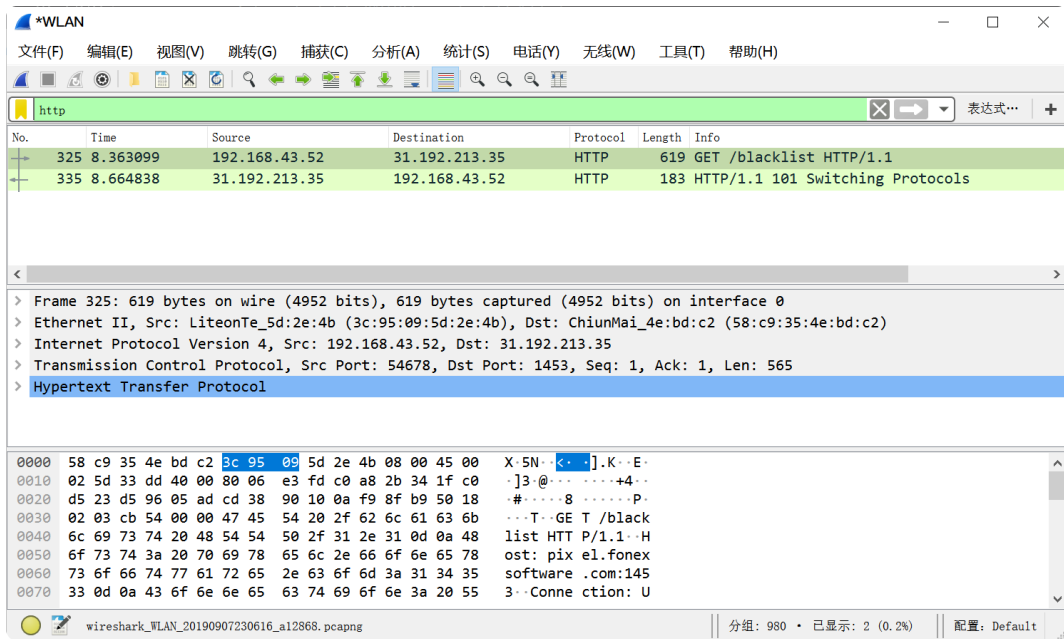 *WLAN
文件(F) 编辑(E) 视图(V) 跳转(G) 捕获(C) 分析(A) 统计(S) 电话(Y) 无线(W) 工具(T) 帮助(H)
http 表达式… +
No. Time Source Destination Protocol Length Info
325 8.363099 192.168.43.52 31.192.213.35 HTTP 619 GET /blacklist HTTP/1.1
335 8.664838 31.192.213.35 192.168.43.52 HTTP 183 HTTP/1.1 101 Switching Protocols
> Frame 325: 619 bytes on wire (4952 bits), 619 bytes captured (4952 bits) on interface 0
> Ethernet II, Src: LiteonTe_5d:2e:4b (3c:95:09:5d:2e:4b), Dst: ChiunMai_4e:bd:c2 (58:c9:35:4e:bd:c2)
> Internet Protocol Version 4, Src: 192.168.43.52, Dst: 31.192.213.35
> Transmission Control Protocol, Src Port: 54678, Dst Port: 1453, Seq: 1, Ack: 1, Len: 565
> Hypertext Transfer Protocol
0000 58 c9 35 4e bd c2 3c 95 09 5d 2e 4b 08 00 45 00 X·5N··<··].K··E·
0010 02 5d 33 dd 40 00 80 06 e3 fd c0 a8 2b 34 1f c0 ·]3·@··· ····+4··
0020 d5 23 d5 96 05 ad cd 38 90 10 0a f9 8f b9 50 18 ·#·····8 ······P·
0030 02 03 cb 54 00 00 47 45 54 20 2f 62 6c 61 63 6b ···T··GE T /black
0040 6c 69 73 74 20 48 54 54 50 2f 31 2e 31 0d 0a 48 list HTT P/1.1··H
0050 6f 73 74 3a 20 70 69 78 65 6c 2e 66 6f 6e 65 78 ost: pix el.fonex
0060 73 6f 66 74 77 61 72 65 2e 63 6f 6d 3a 31 34 35 software .com:145
0070 33 0d 0a 43 6f 6e 6e 65 63 74 69 6f 6e 3a 20 55 3··Conne ction: U
wireshark_WLAN_20190907230616_a12868.pcapng 分组: 980 · 已显示: 2 (0.2%) 配置: Default